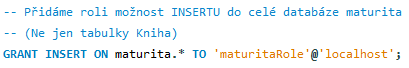 -- Přidáme roli možnost INSERTU do celé databáze maturita
-- (Ne jen tabulky Kniha)
GRANT INSERT ON maturita.* TO 'maturitaRole'@'localhost';